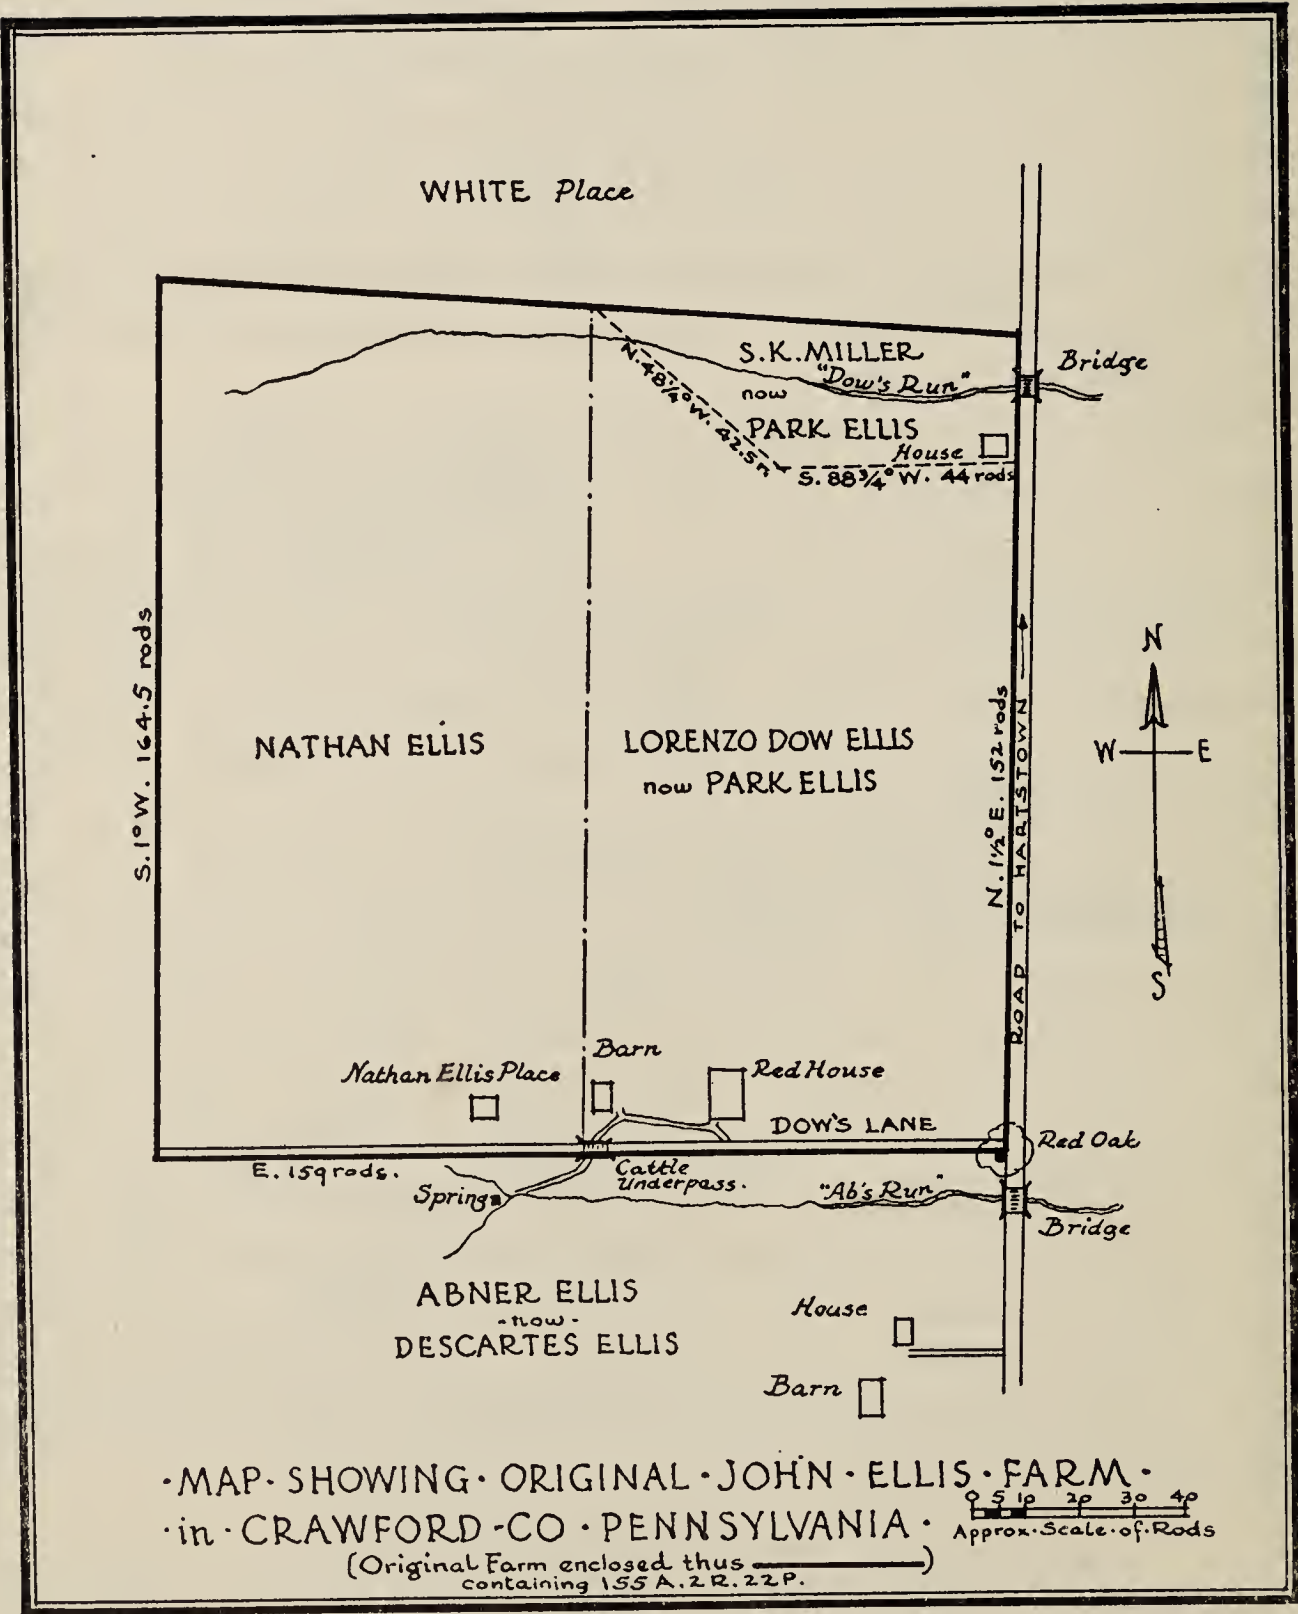 WHITE Place
S.K. MILLER
now
PARK ELLIS
"Dow's Run"
Bridge
House
N. 48¼° W. 42.5 r.
S. 88¾° W. 44 rods
S. 1° W. 164.5 rods
NATHAN ELLIS
LORENZO DOW ELLIS
now PARK ELLIS
N. 1½° E. 152 rods
ROAD TO HARTSTOWN
N
W E
S
Nathan Ellis Place
Barn
Red House
DOW'S LANE
Red Oak
E. 159 rods.
Cattle
Underpass.
Spring
"Ab's Run"
Bridge
ABNER ELLIS
-now-
DESCARTES ELLIS
House
Barn
·MAP· SHOWING· ORIGINAL ·JOHN· ELLIS· FARM·
·in· CRAWFORD-CO· PENNSYLVANIA·
0 5 10 20 30 40
Approx·Scale·of·Rods
(Original Farm enclosed thus )
containing 155 A. 2 R. 22 P.